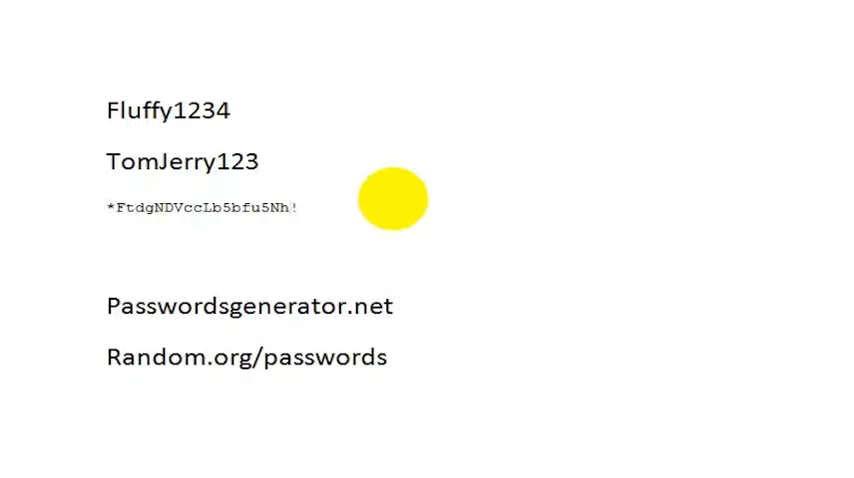 Fluffy1234
TomJerry123
*FtdgNDVccLb5bfu5Nh!
Passwordsgenerator.net
Random.org/passwords